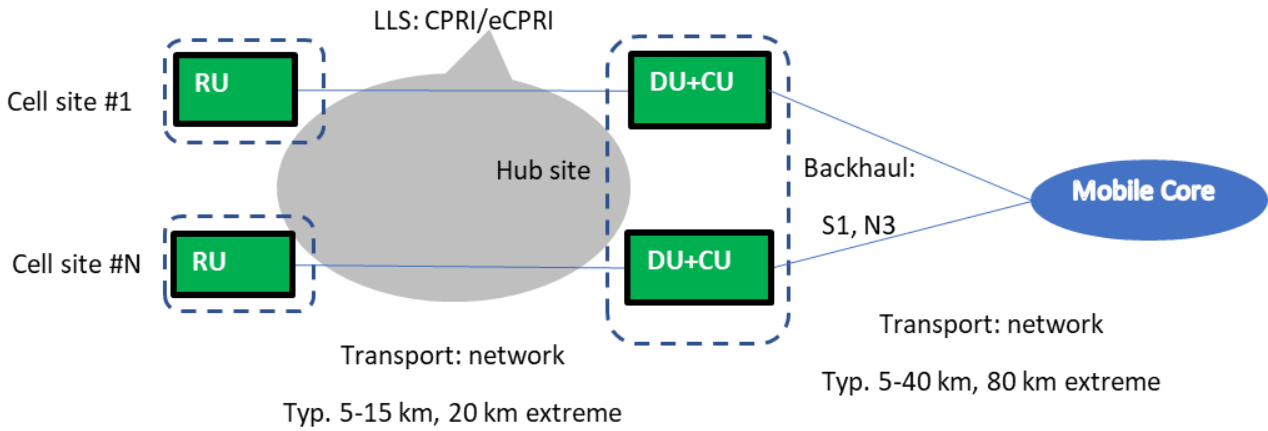 LLS: CPRI/eCPRI
RU
DU+CU
Cell site #1
Hub site
Backhaul:
S1, N3
Mobile Core
Cell site #N
RU
DU+CU
Transport: network
Typ. 5-15 km, 20 km extreme
Transport: network
Typ. 5-40 km, 80 km extreme